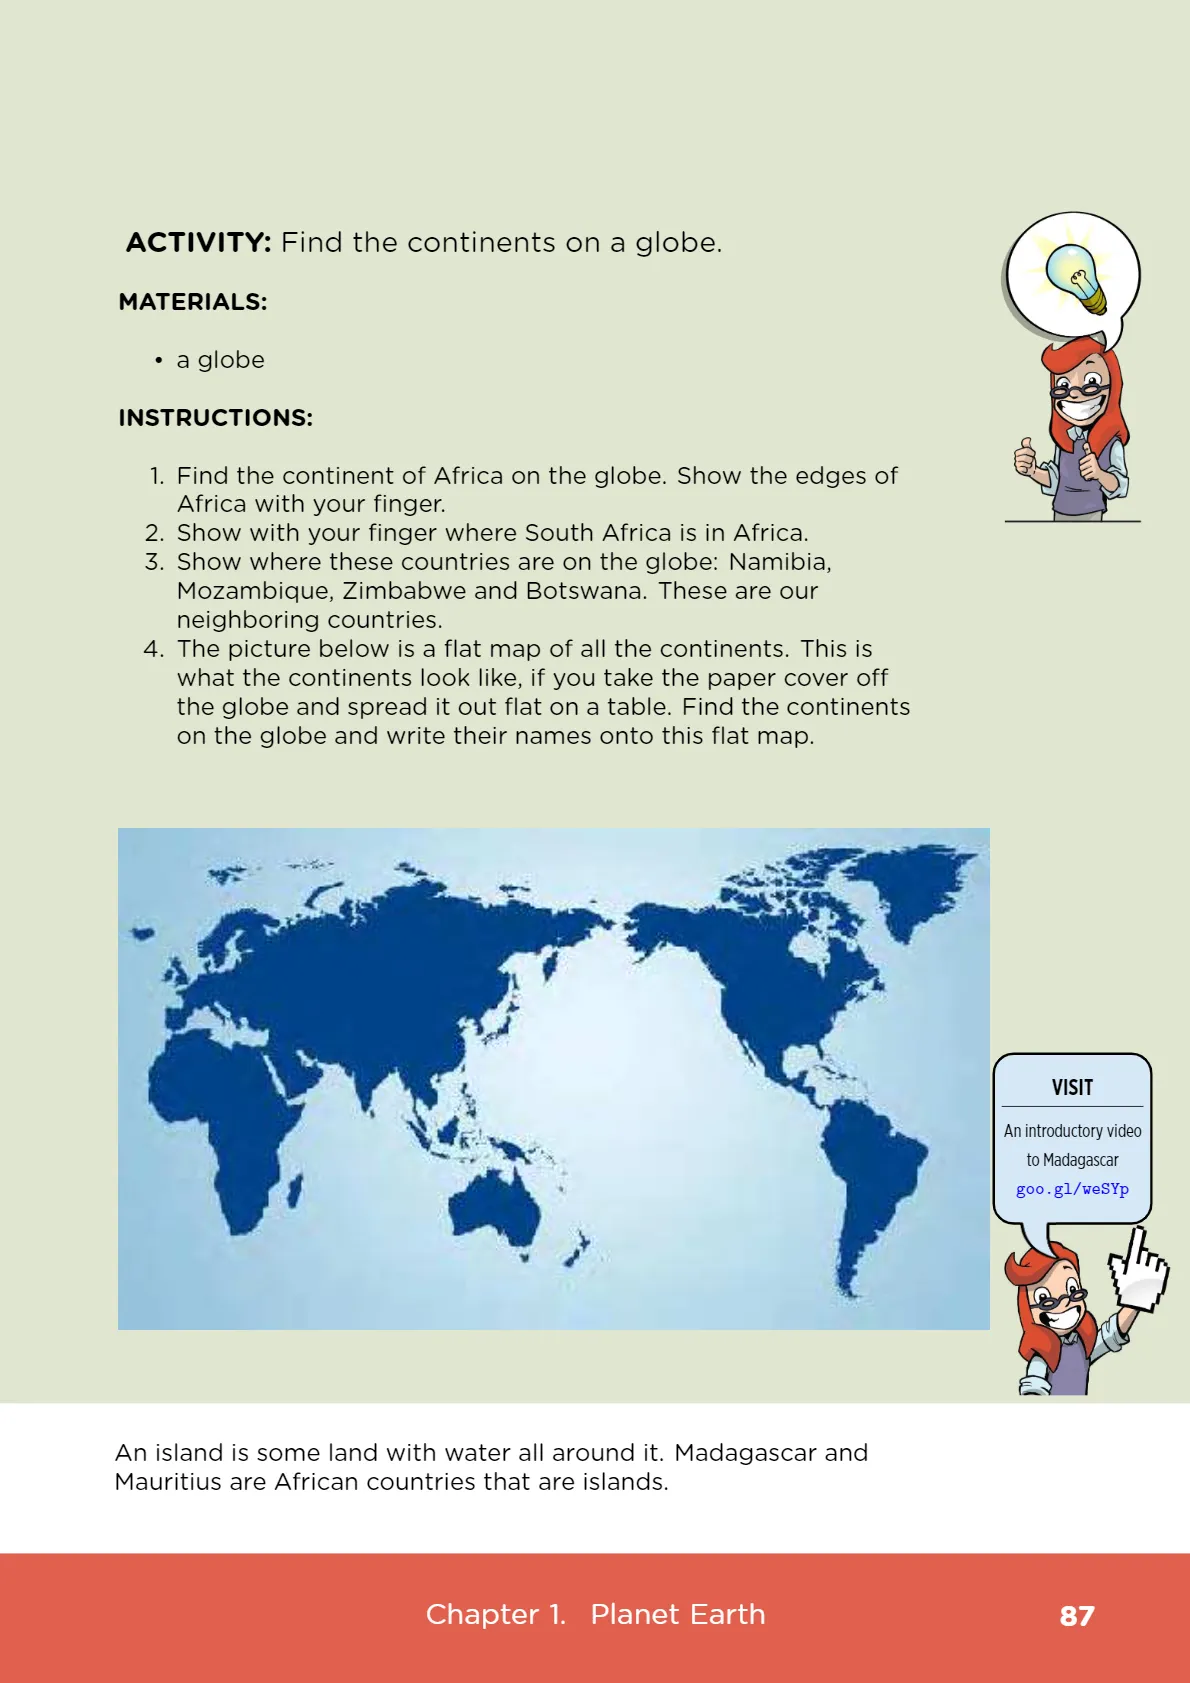 ACTIVITY: Find the continents on a globe.
MATERIALS:
• a globe
INSTRUCTIONS:
1. Find the continent of Africa on the globe. Show the edges of
Africa with your finger.
2. Show with your finger where South Africa is in Africa.
3. Show where these countries are on the globe: Namibia,
Mozambique, Zimbabwe and Botswana. These are our
neighboring countries.
4. The picture below is a flat map of all the continents. This is
what the continents look like, if you take the paper cover off
the globe and spread it out flat on a table. Find the continents
on the globe and write their names onto this flat map.
VISIT
An introductory video
to Madagascar
goo.gl/weSYp
An island is some land with water all around it. Madagascar and
Mauritius are African countries that are islands.
Chapter 1. Planet Earth
87